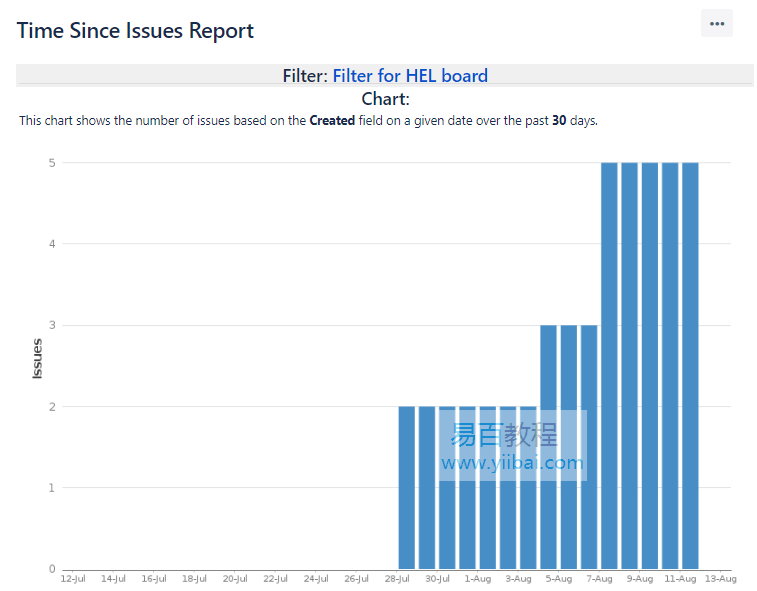 Time Since Issues Report
•••
Filter: Filter for HEL board
Chart:
This chart shows the number of issues based on the Created field on a given date over the past 30 days.
5
4
3
2
1
0
Issues
易百教程
www.yiibai.com
12-Jul 14-Jul 16-Jul 18-Jul 20-Jul 22-Jul 24-Jul 26-Jul 28-Jul 30-Jul 1-Aug 3-Aug 5-Aug 7-Aug 9-Aug 11-Aug 13-Aug